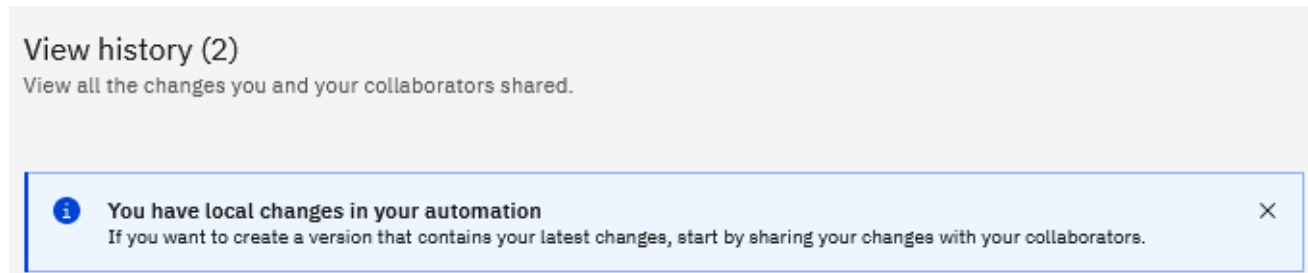 View history (2)
View all the changes you and your collaborators shared.
You have local changes in your automation
If you want to create a version that contains your latest changes, start by sharing your changes with your collaborators.